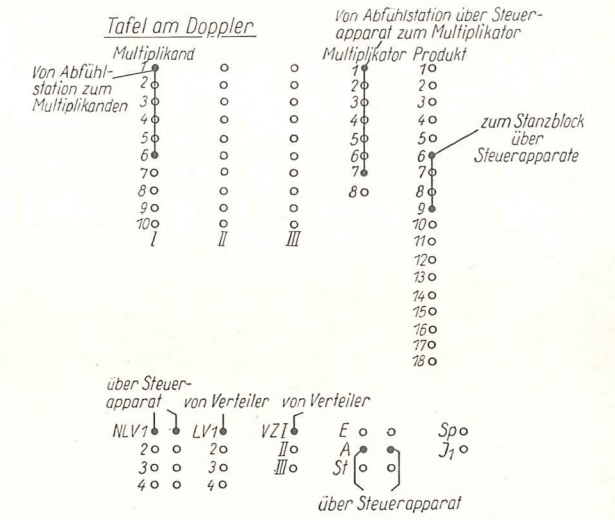 Tafel am Doppler
Von Abfühlstation über Steuer-
apparat zum Multiplikator
Multiplikand
Multiplikator Produkt
Von Abfühl-
station zum
Multiplikanden
1 1 1
2 2 2
3 3 3
4 4 4
5 5 5
6 6 6
7 7 7
8 8 8
9 9
10 10
I II III
11
12
13
14
15
16
17
18
zum Stanzblock
über
Steuerapparate
über Steuer-
apparat von Verteiler von Verteiler
NLV1 LV1 VZI E Sp
2 2 II A J1
3 3 III St
4 4
über Steuerapparat